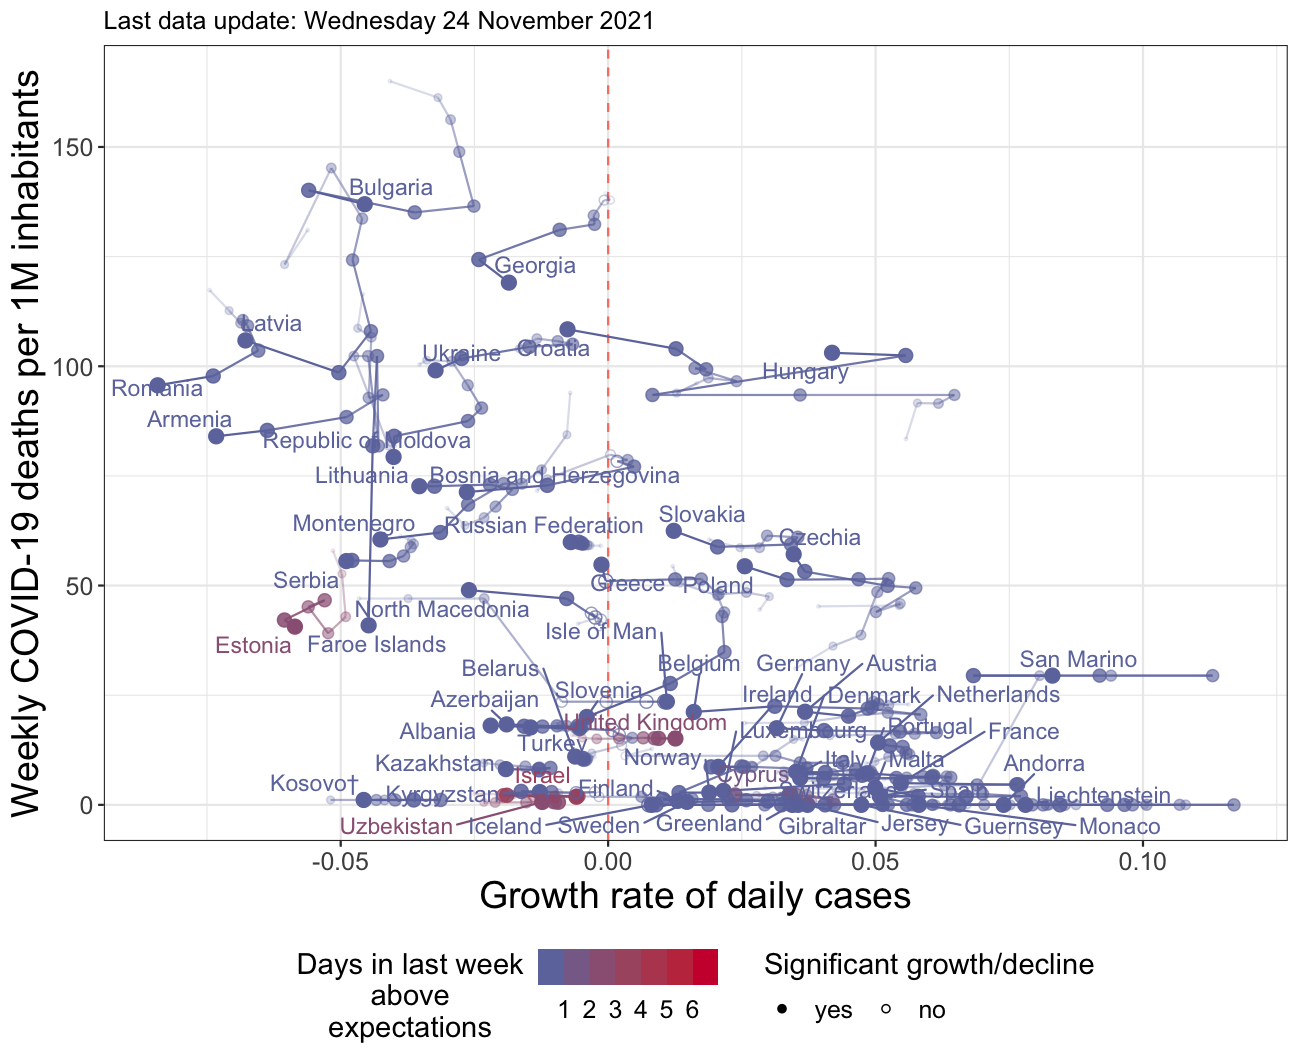 Last data update: Wednesday 24 November 2021
Weekly COVID-19 deaths per 1M inhabitants
150
100
50
0
Bulgaria
Georgia
Latvia
Ukraine
Croatia
Hungary
Romania
Armenia
Republic of Moldova
Lithuania
Bosnia and Herzegovina
Montenegro
Russian Federation
Slovakia
Czechia
Serbia
Greece
Poland
North Macedonia
Isle of Man
Estonia
Faroe Islands
Belarus
Belgium
Germany
Austria
San Marino
Azerbaijan
Slovenia
Ireland
Denmark
Netherlands
Albania
United Kingdom
Luxembourg
Portugal
France
Turkey
Kazakhstan
Norway
Italy
Malta
Andorra
Kosovo†
Israel
Cyprus
Kyrgyzstan
Finland
Switzerland
Spain
Liechtenstein
Uzbekistan
Iceland
Sweden
Greenland
Gibraltar
Jersey
Guernsey
Monaco
-0.05
0.00
0.05
0.10
Growth rate of daily cases
Days in last week
above
expectations
1 2 3 4 5 6
Significant growth/decline
yes
no